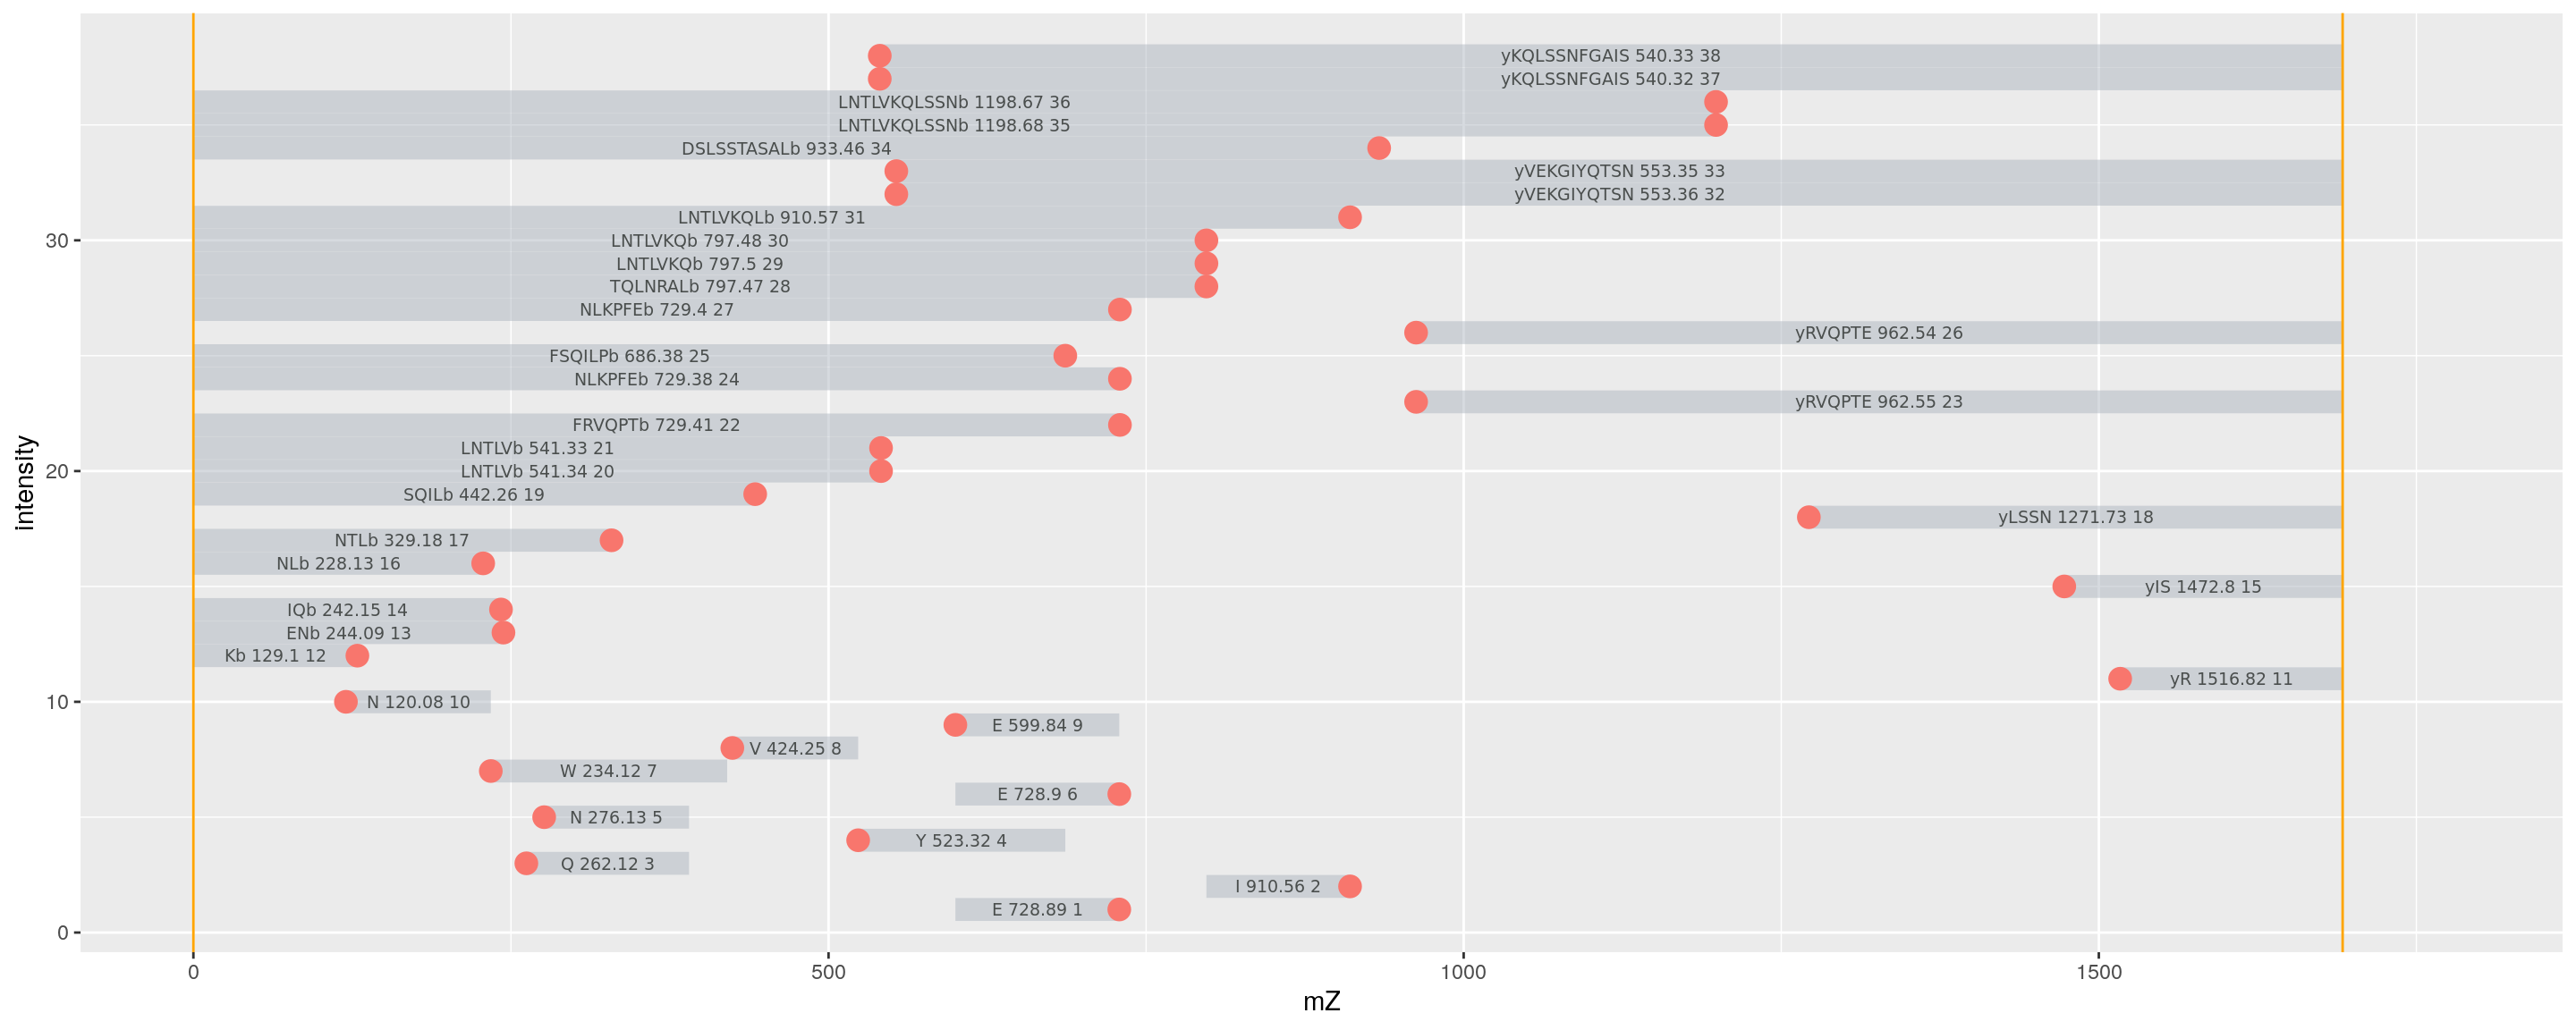 yKQLSSNFGAIS 540.33 38
yKQLSSNFGAIS 540.32 37
LNTLVKQLSSNb 1198.67 36
LNTLVKQLSSNb 1198.68 35
DSLSSTASALb 933.46 34
yVEKGIYQTSN 553.35 33
yVEKGIYQTSN 553.36 32
LNTLVKQLb 910.57 31
30
LNTLVKQb 797.48 30
LNTLVKQb 797.5 29
TQLNRALb 797.47 28
NLKPFEb 729.4 27
yRVQPTE 962.54 26
FSQILPb 686.38 25
NLKPFEb 729.38 24
yRVQPTE 962.55 23
FRVQPTb 729.41 22
LNTLVb 541.33 21
20
LNTLVb 541.34 20
SQILb 442.26 19
yLSSN 1271.73 18
NTLb 329.18 17
NLb 228.13 16
yIS 1472.8 15
IQb 242.15 14
ENb 244.09 13
Kb 129.1 12
yR 1516.82 11
10
N 120.08 10
E 599.84 9
V 424.25 8
W 234.12 7
E 728.9 6
N 276.13 5
Y 523.32 4
Q 262.12 3
I 910.56 2
E 728.89 1
0
intensity
0 500 1000 1500
mZ